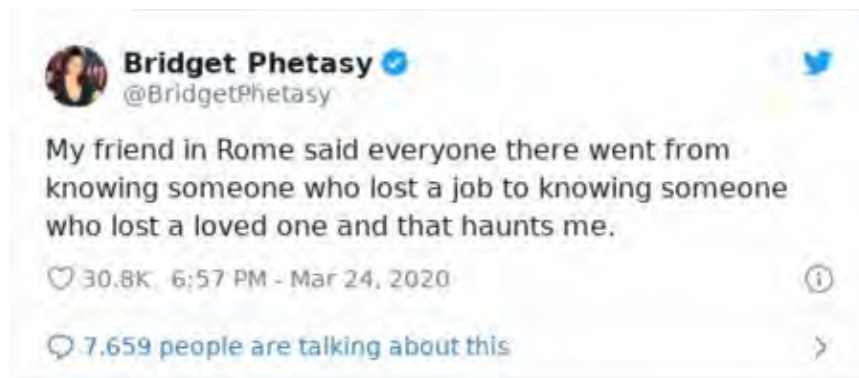 Bridget Phetasy
@BridgetPhetasy
My friend in Rome said everyone there went from
knowing someone who lost a job to knowing someone
who lost a loved one and that haunts me.
30.8K 6:57 PM - Mar 24, 2020
7.659 people are talking about this